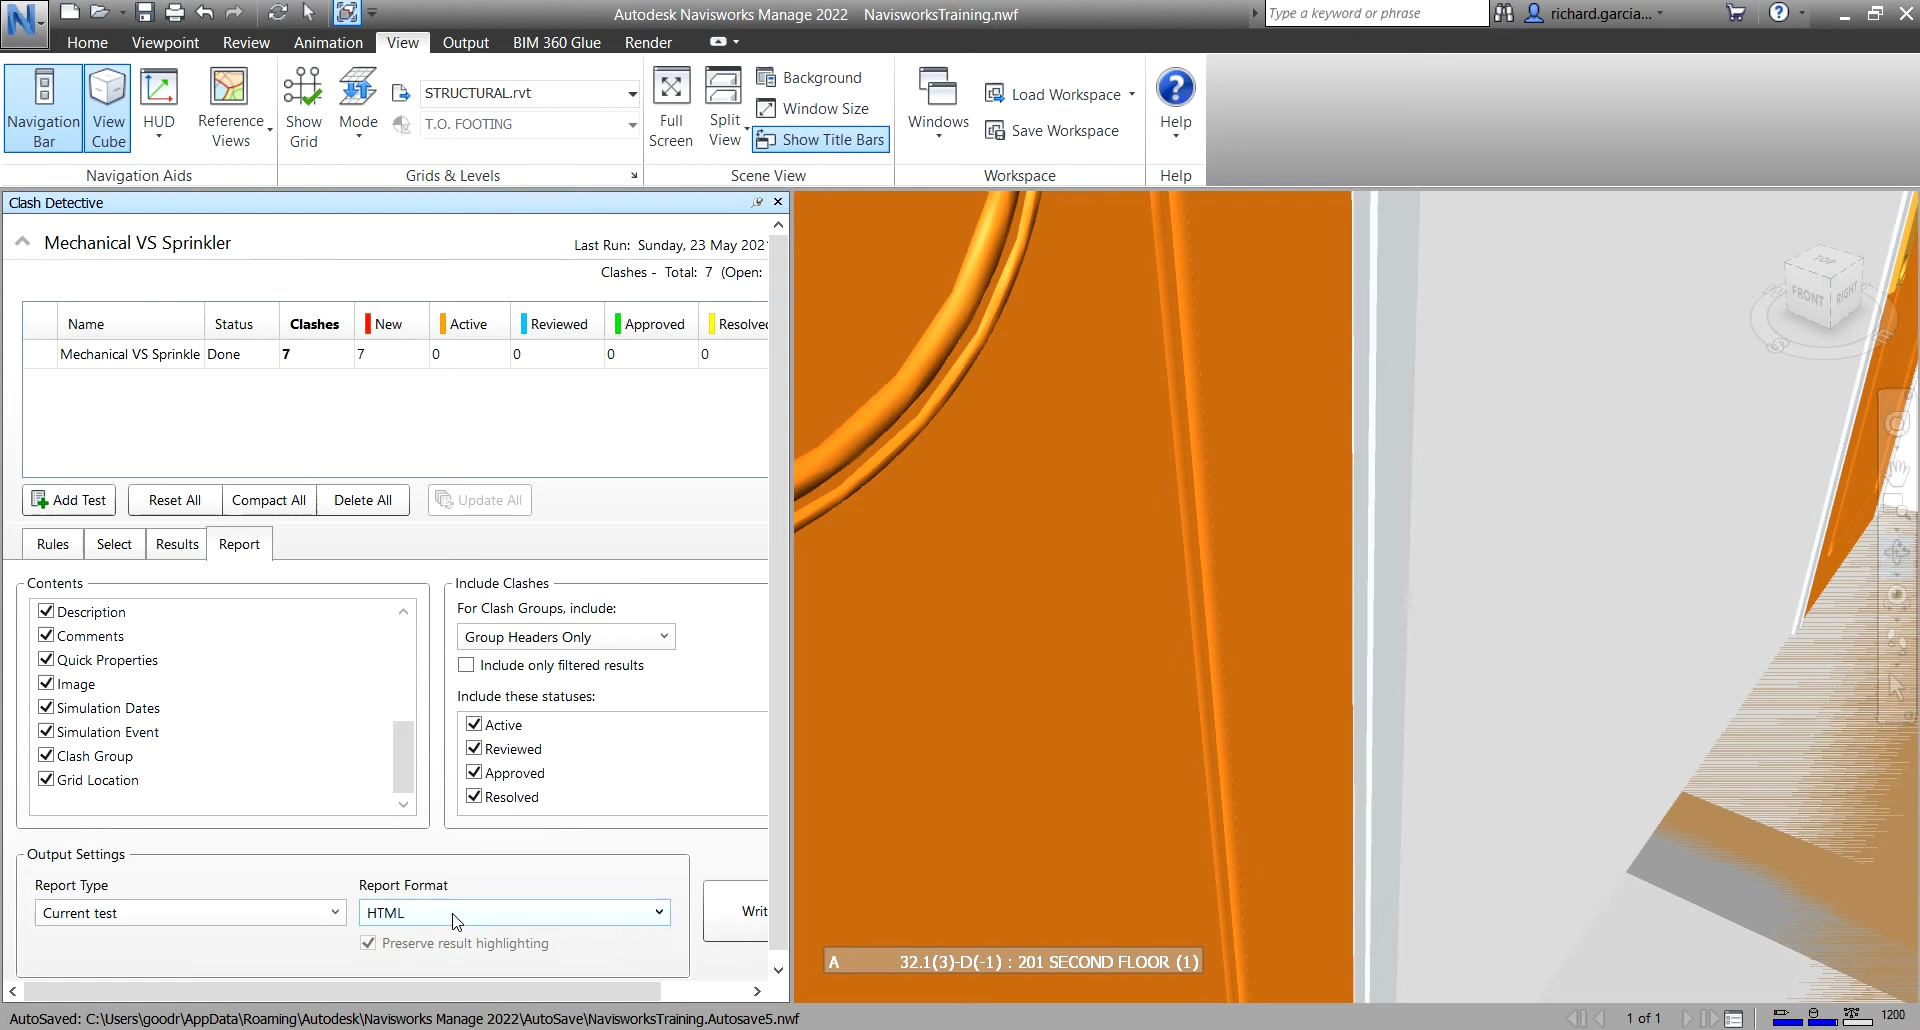 Autodesk Navisworks Manage 2022 NavisworksTraining.nwf
Type a keyword or phrase
richard.garcia...
Home Viewpoint Review Animation View Output BIM 360 Glue Render
Navigation Bar
View Cube
HUD
Reference Views
Navigation Aids
Show Grid
Mode
STRUCTURAL.rvt
T.O. FOOTING
Grids & Levels
Full Screen
Split View
Background
Window Size
Show Title Bars
Scene View
Windows
Load Workspace
Save Workspace
Workspace
Help
Help
Clash Detective
Mechanical VS Sprinkler
Last Run: Sunday, 23 May 202
Clashes - Total: 7 (Open:
Name Status Clashes New Active Reviewed Approved Resolved
Mechanical VS Sprinkle Done 7 7 0 0 0 0
Add Test Reset All Compact All Delete All Update All
Rules Select Results Report
Contents
Description
Comments
Quick Properties
Image
Simulation Dates
Simulation Event
Clash Group
Grid Location
Include Clashes
For Clash Groups, include:
Group Headers Only
Include only filtered results
Include these statuses:
Active
Reviewed
Approved
Resolved
Output Settings
Report Type
Current test
Report Format
HTML
Preserve result highlighting
Writ
TOP
FRONT
RIGHT
S
E
A 32.1(3)-D(-1) : 201 SECOND FLOOR (1)
AutoSaved: C:\Users\goodr\AppData\Roaming\Autodesk\Navisworks Manage 2022\AutoSave\NavisworksTraining.Autosave5.nwf
1 of 1
1200